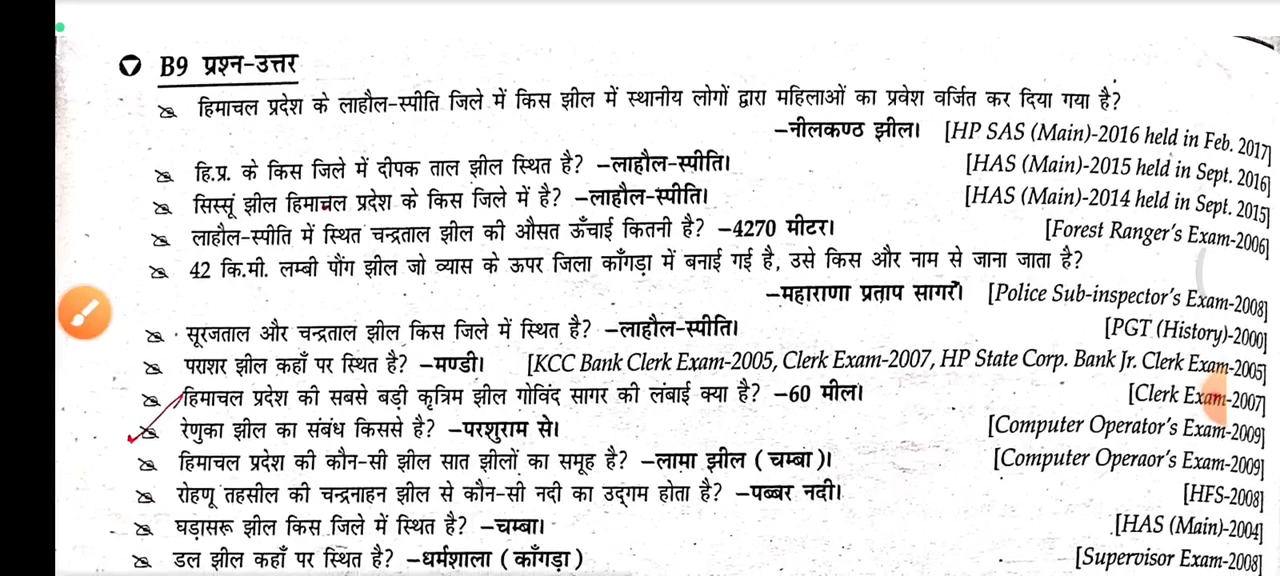 B9 प्रश्न-उत्तर
हिमाचल प्रदेश के लाहौल-स्पीति जिले में किस झील में स्थानीय लोगों द्वारा महिलाओं का प्रवेश वर्जित कर दिया गया है?
-नीलकण्ठ झील। [HP SAS (Main)-2016 held in Feb. 2017]
हि.प्र. के किस जिले में दीपक ताल झील स्थित है? -लाहौल-स्पीति। [HAS (Main)-2015 held in Sept. 2016]
सिस्सूं झील हिमाचल प्रदेश के किस जिले में है? -लाहौल-स्पीति। [HAS (Main)-2014 held in Sept. 2015]
लाहौल-स्पीति में स्थित चन्द्रताल झील की औसत ऊँचाई कितनी है? -4270 मीटर। [Forest Ranger's Exam-2006]
42 कि.मी. लम्बी पौंग झील जो व्यास के ऊपर जिला काँगड़ा में बनाई गई है, उसे किस और नाम से जाना जाता है?
-महाराणा प्रताप सागर। [Police Sub-inspector's Exam-2008]
सूरजताल और चन्द्रताल झील किस जिले में स्थित है? -लाहौल-स्पीति। [PGT (History)-2000]
पराशर झील कहाँ पर स्थित है? -मण्डी। [KCC Bank Clerk Exam-2005, Clerk Exam-2007, HP State Corp. Bank Jr. Clerk Exam-2005]
हिमाचल प्रदेश की सबसे बड़ी कृत्रिम झील गोविंद सागर की लंबाई क्या है? -60 मील। [Clerk Exam-2007]
रेणुका झील का संबंध किससे है? -परशुराम से। [Computer Operator's Exam-2009]
हिमाचल प्रदेश की कौन-सी झील सात झीलों का समूह है? -लामा झील (चम्बा)। [Computer Operaor's Exam-2009]
रोहणू तहसील की चन्द्रनाहन झील से कौन-सी नदी का उद्गम होता है? -पब्बर नदी। [HFS-2008]
घड़ासरू झील किस जिले में स्थित है? -चम्बा। [HAS (Main)-2004]
डल झील कहाँ पर स्थित है? -धर्मशाला (काँगड़ा) [Supervisor Exam-2008]